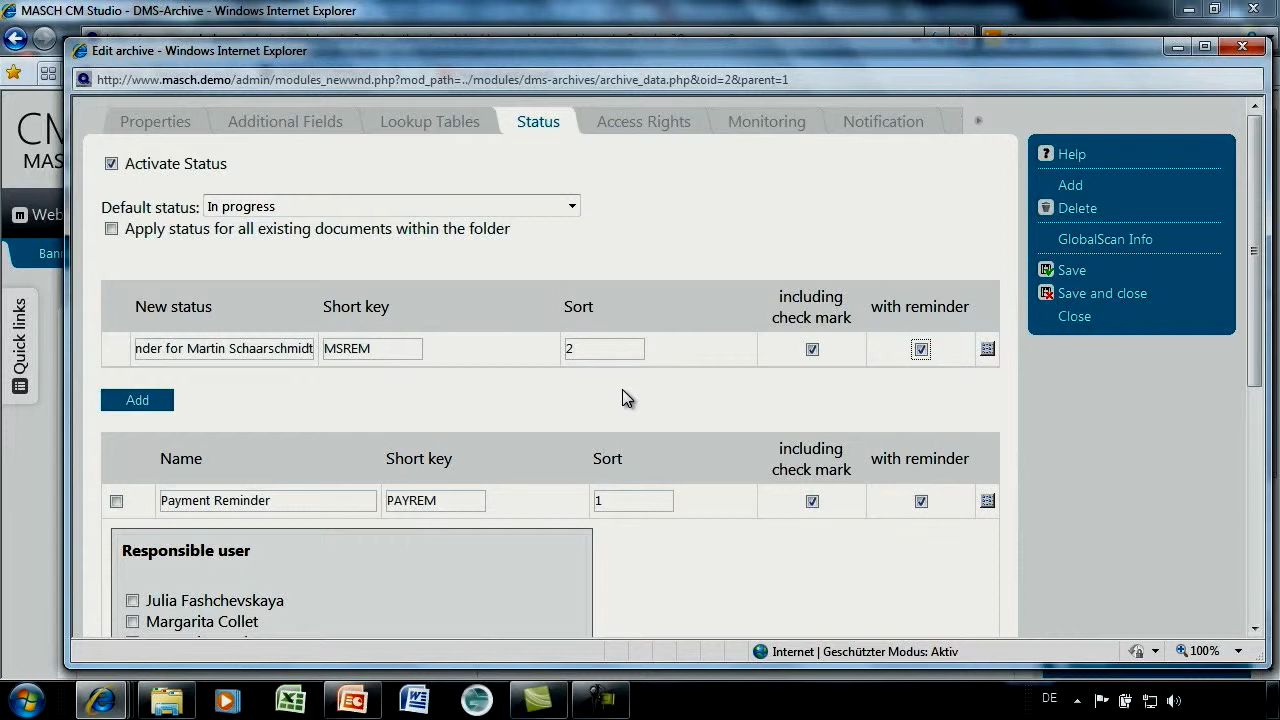 MASCH CM Studio - DMS-Archive - Windows Internet Explorer
Edit archive - Windows Internet Explorer
http://www.masch.demo/admin/modules_newwnd.php?mod_path=../modules/dms-archives/archive_data.php&oid=2&parent=1
CM
MASC
m Web
Ban
Quick links
Properties Additional Fields Lookup Tables Status Access Rights Monitoring Notification
Activate Status
Default status: In progress
Apply status for all existing documents within the folder
New status Short key Sort including check mark with reminder
nder for Martin Schaarschmidt MSREM 2
Add
Name Short key Sort including check mark with reminder
Payment Reminder PAYREM 1
Responsible user
Julia Fashchevskaya
Margarita Collet
? Help
Add
Delete
GlobalScan Info
Save
Save and close
Close
Internet | Geschützter Modus: Aktiv
100%
DE